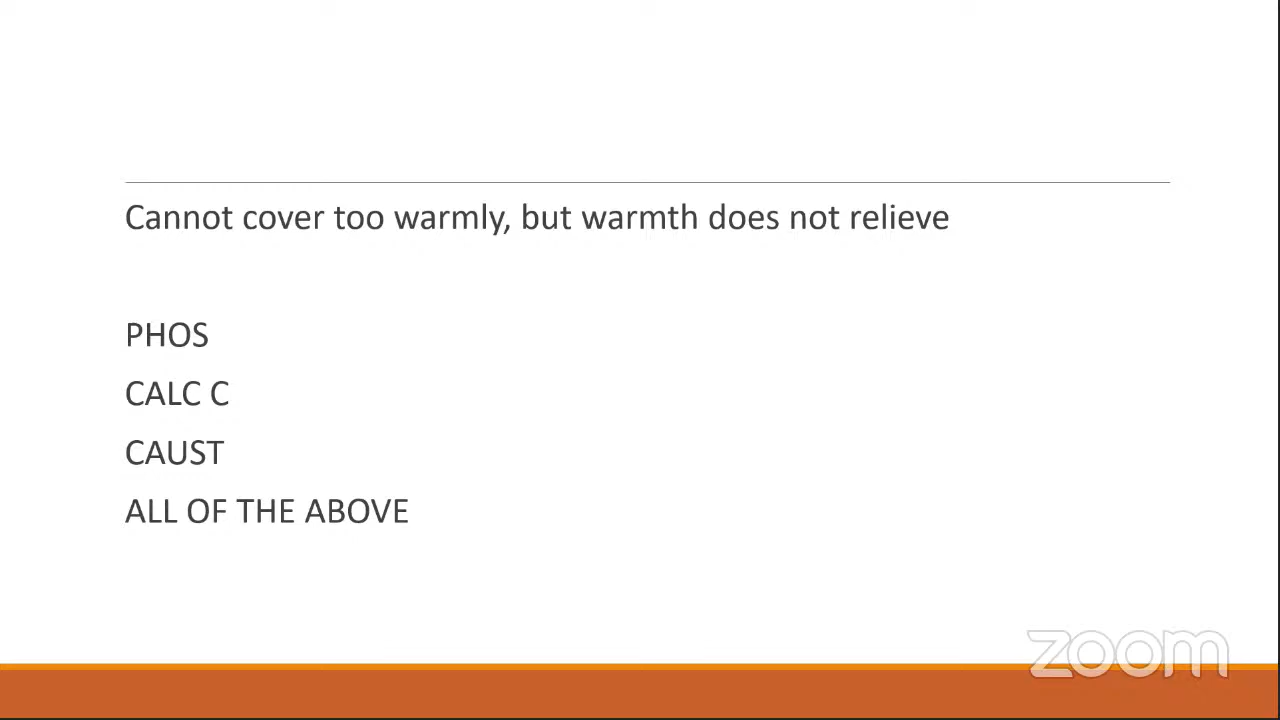 Cannot cover too warmly, but warmth does not relieve
PHOS
CALC C
CAUST
ALL OF THE ABOVE
zoom